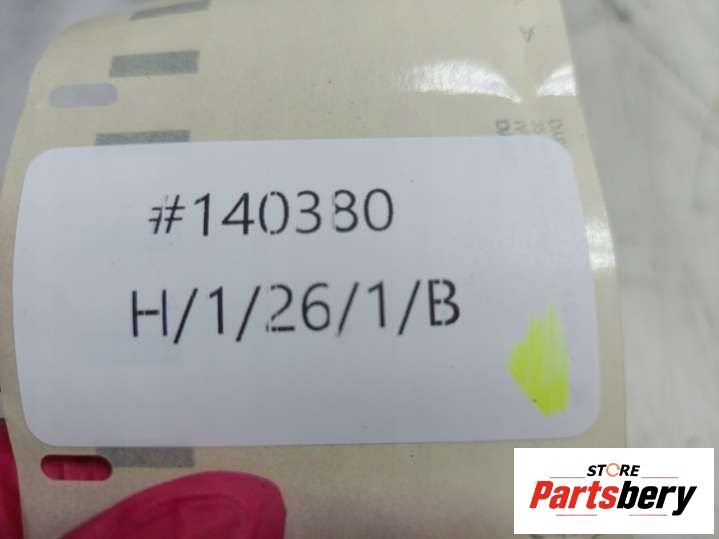 #140380
H/1/26/1/B
STORE
Partsbery